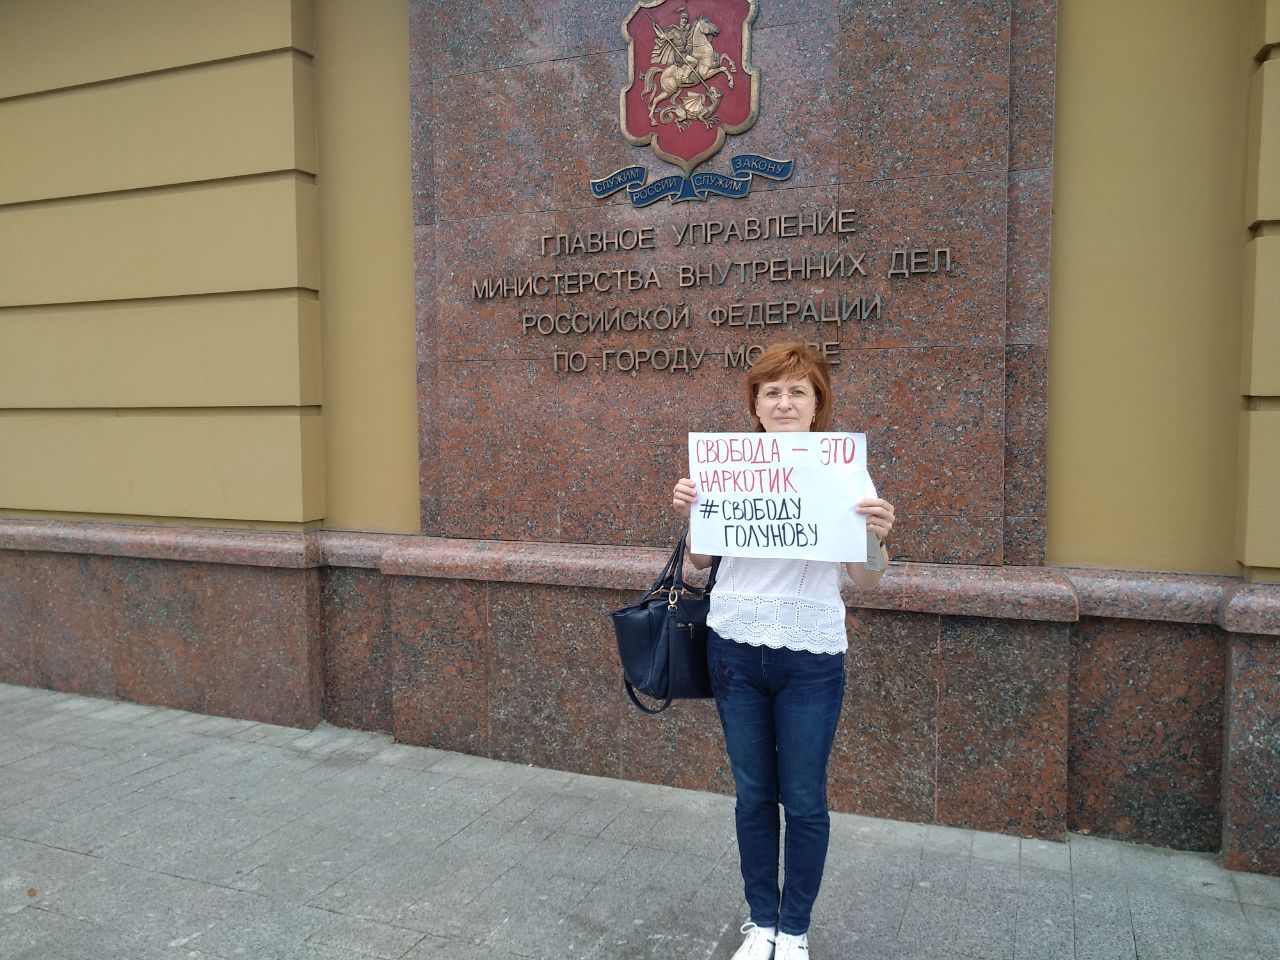 СЛУЖИМ РОССИИ СЛУЖИМ ЗАКОНУ
ГЛАВНОЕ УПРАВЛЕНИЕ
МИНИСТЕРСТВА ВНУТРЕННИХ ДЕЛ
РОССИЙСКОЙ ФЕДЕРАЦИИ
ПО ГОРОДУ
СВОБОДА – ЭТО
НАРКОТИК
#СВОБОДУ
ГОЛУНОВУ